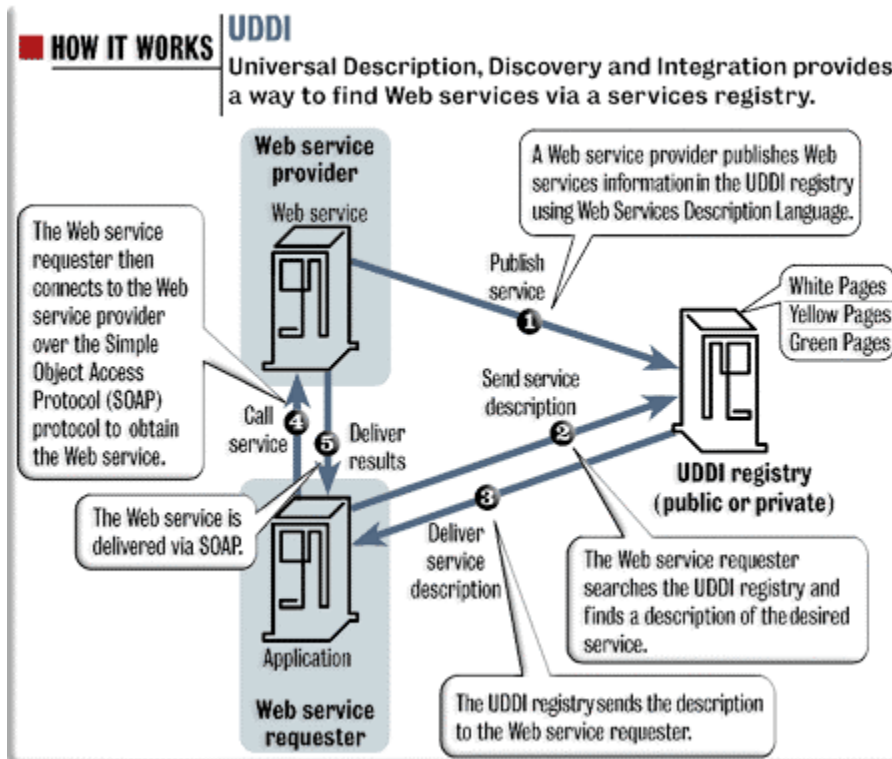 HOW IT WORKS
UDDI
Universal Description, Discovery and Integration provides
a way to find Web services via a services registry.
Web service
provider
Web service
A Web service provider publishes Web
services information in the UDDI registry
using Web Services Description Language.
The Web service
requester then
connects to the Web
service provider
over the Simple
Object Access
Protocol (SOAP)
protocol to obtain
the Web service.
Publish
service
1
White Pages
Yellow Pages
Green Pages
Send service
description
2
Call
service
4
5
Deliver
results
UDDI registry
(public or private)
The Web service is
delivered via SOAP.
3
Deliver
service
description
The Web service requester
searches the UDDI registry and
finds a description of the desired
service.
Application
Web service
requester
The UDDI registry sends the description
to the Web service requester.